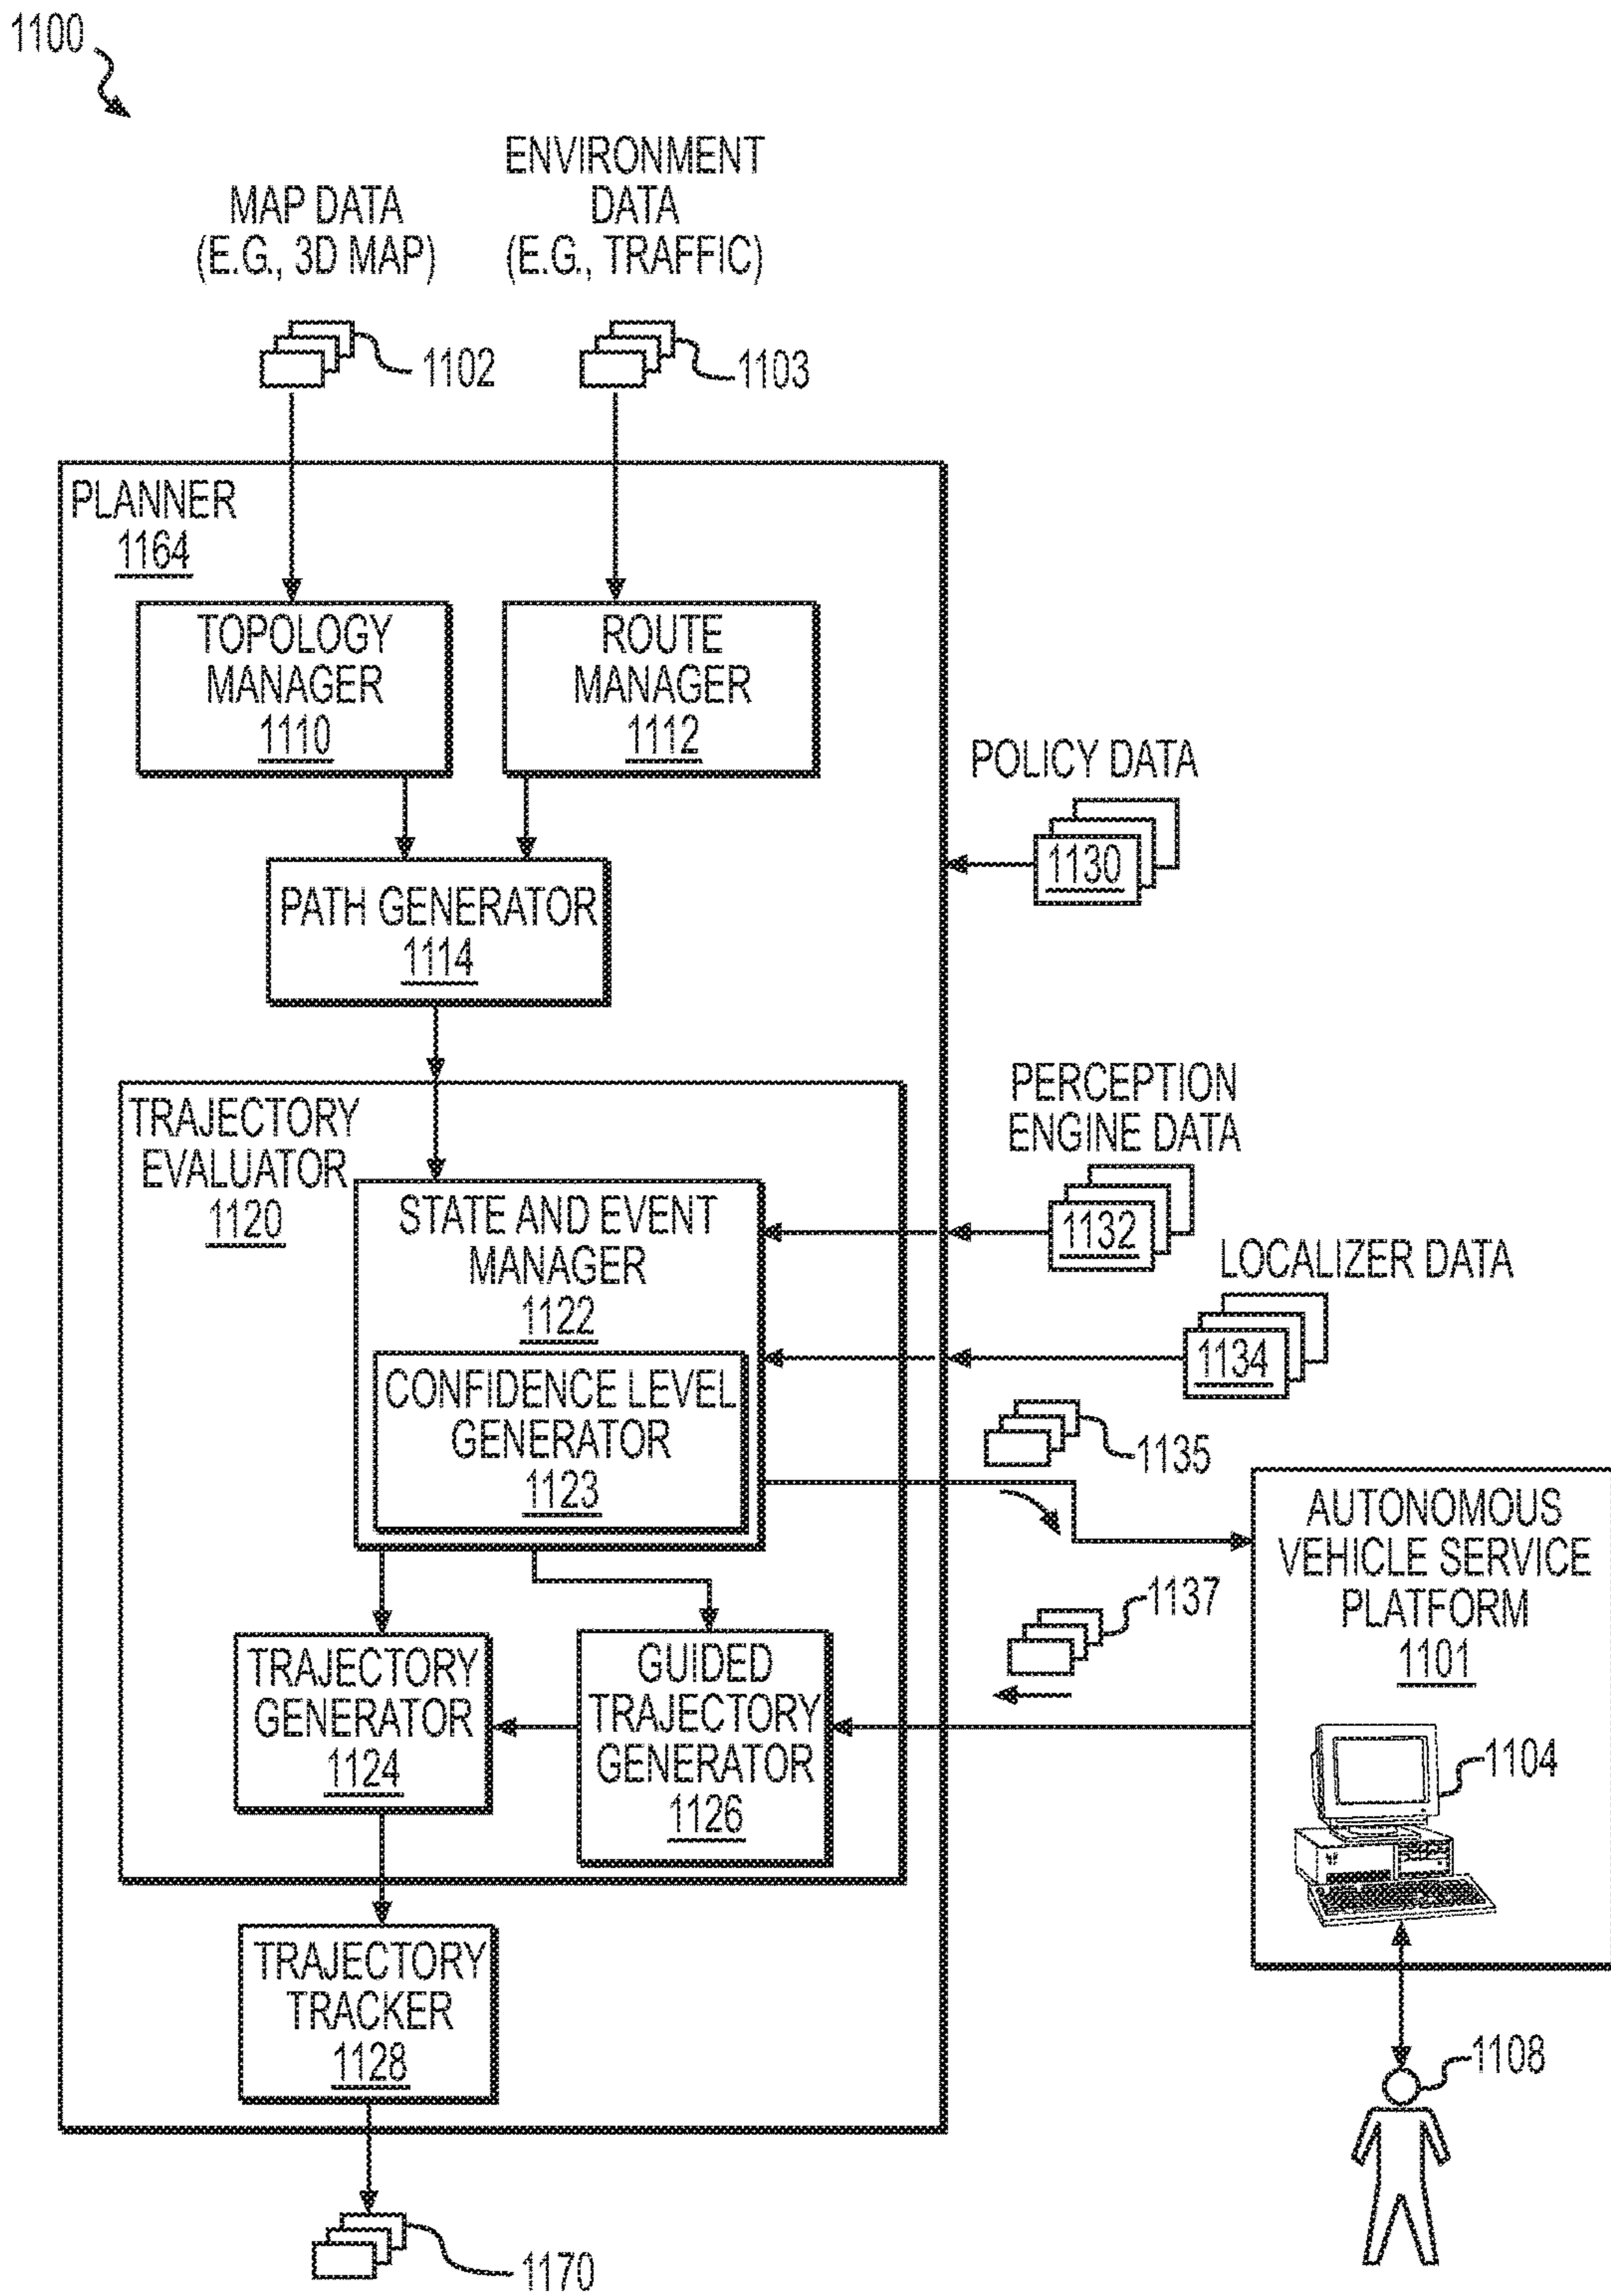 1100
MAP DATA
(E.G., 3D MAP)
ENVIRONMENT
DATA
(E.G., TRAFFIC)
1102
1103
PLANNER
1164
TOPOLOGY
MANAGER
1110
ROUTE
MANAGER
1112
POLICY DATA
1130
PATH GENERATOR
1114
TRAJECTORY
EVALUATOR
1120
STATE AND EVENT
MANAGER
1122
PERCEPTION
ENGINE DATA
1132
LOCALIZER DATA
1134
CONFIDENCE LEVEL
GENERATOR
1123
1135
AUTONOMOUS
VEHICLE SERVICE
PLATFORM
1101
1137
TRAJECTORY
GENERATOR
1124
GUIDED
TRAJECTORY
GENERATOR
1126
1104
TRAJECTORY
TRACKER
1128
1108
1170